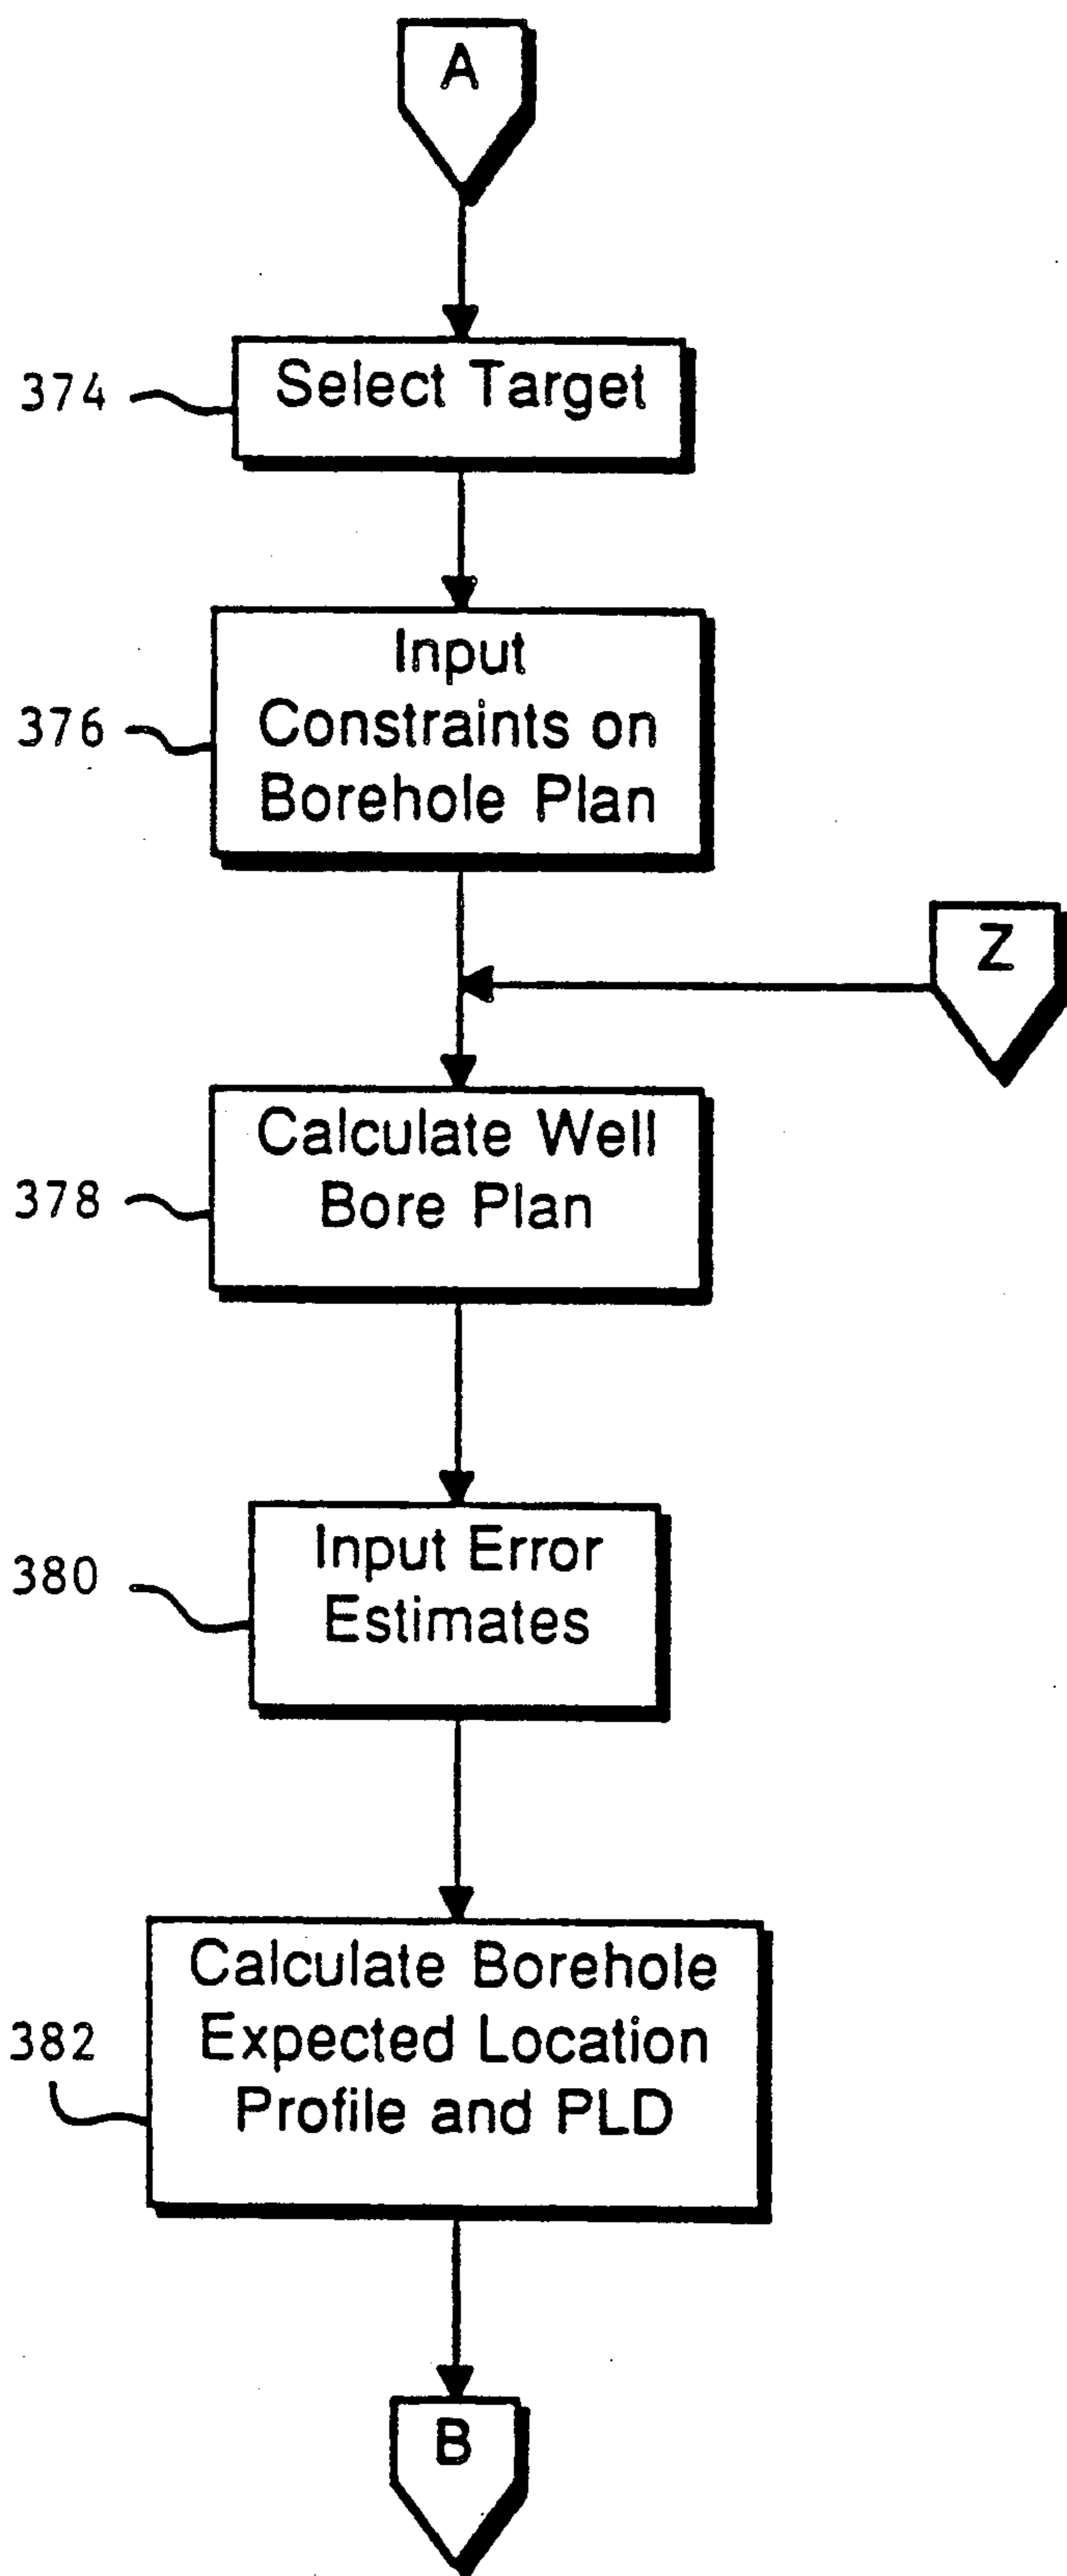 A
374
Select Target
376
Input
Constraints on
Borehole Plan
Z
378
Calculate Well
Bore Plan
380
Input Error
Estimates
382
Calculate Borehole
Expected Location
Profile and PLD
B